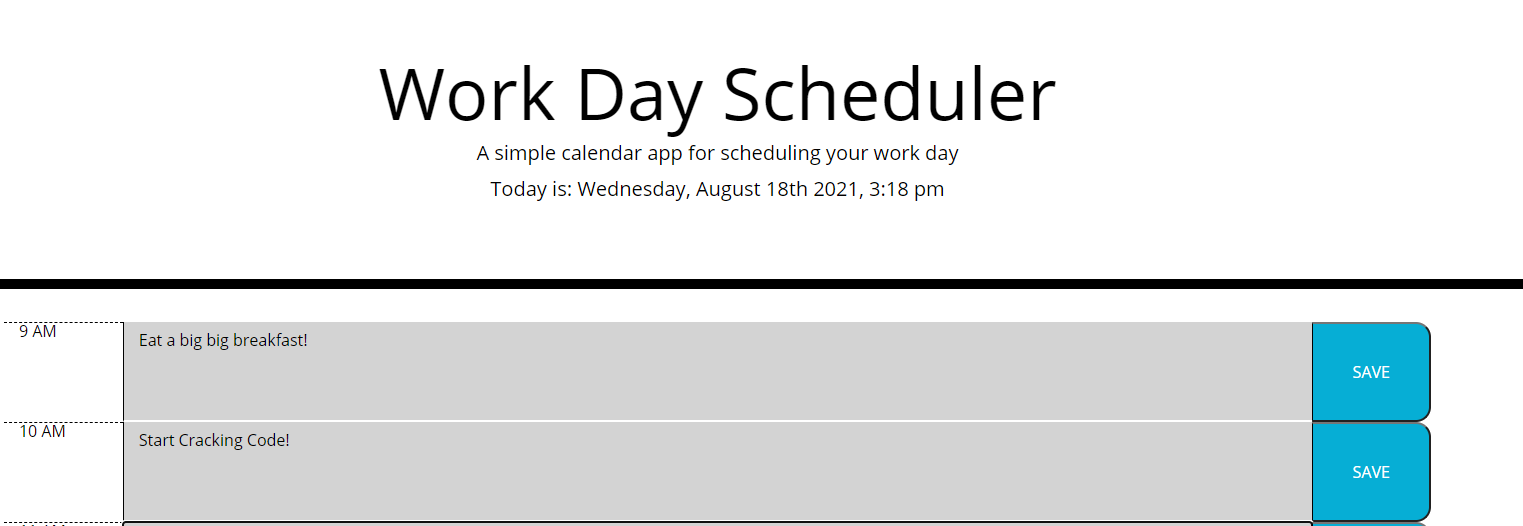 Work Day Scheduler
A simple calendar app for scheduling your work day
Today is: Wednesday, August 18th 2021, 3:18 pm
9 AM
Eat a big big breakfast!
SAVE
10 AM
Start Cracking Code!
SAVE